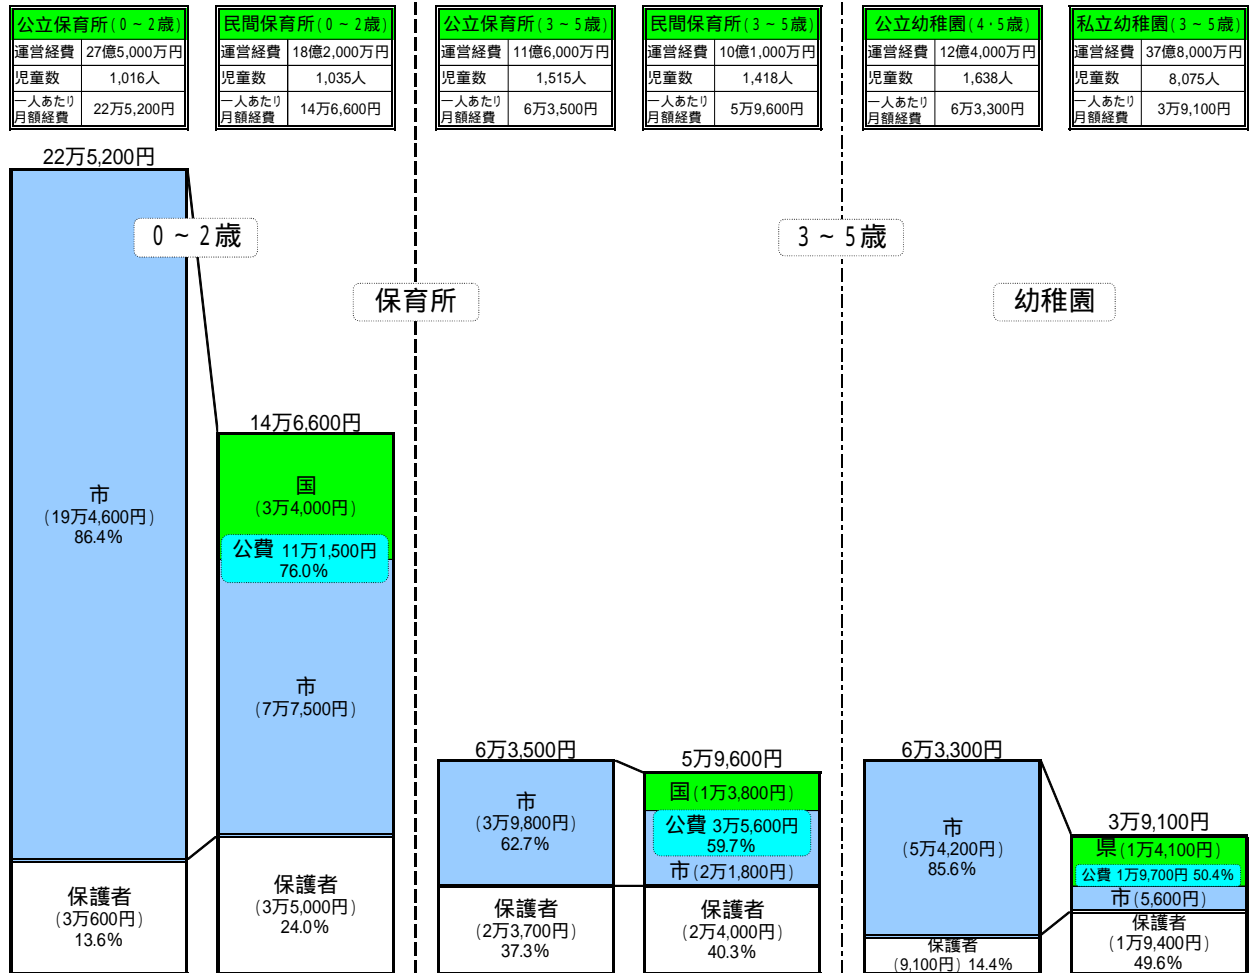 公立保育所(0～2歳)
運営経費 27億5,000万円
児童数 1,016人
一人あたり月額経費 22万5,200円
民間保育所(0～2歳)
運営経費 18億2,000万円
児童数 1,035人
一人あたり月額経費 14万6,600円
公立保育所(3～5歳)
運営経費 11億6,000万円
児童数 1,515人
一人あたり月額経費 6万3,500円
民間保育所(3～5歳)
運営経費 10億1,000万円
児童数 1,418人
一人あたり月額経費 5万9,600円
公立幼稚園(4･5歳)
運営経費 12億4,000万円
児童数 1,638人
一人あたり月額経費 6万3,300円
私立幼稚園(3～5歳)
運営経費 37億8,000万円
児童数 8,075人
一人あたり月額経費 3万9,100円
0～2歳
3～5歳
保育所
幼稚園
22万5,200円
市
(19万4,600円)
86.4%
保護者
(3万600円)
13.6%
14万6,600円
国
(3万4,000円)
公費 11万1,500円
76.0%
市
(7万7,500円)
保護者
(3万5,000円)
24.0%
6万3,500円
市
(3万9,800円)
62.7%
保護者
(2万3,700円)
37.3%
5万9,600円
国(1万3,800円)
公費 3万5,600円
59.7%
市(2万1,800円)
保護者
(2万4,000円)
40.3%
6万3,300円
市
(5万4,200円)
85.6%
保護者
(9,100円) 14.4%
3万9,100円
県(1万4,100円)
公費 1万9,700円 50.4%
市(5,600円)
保護者
(1万9,400円)
49.6%